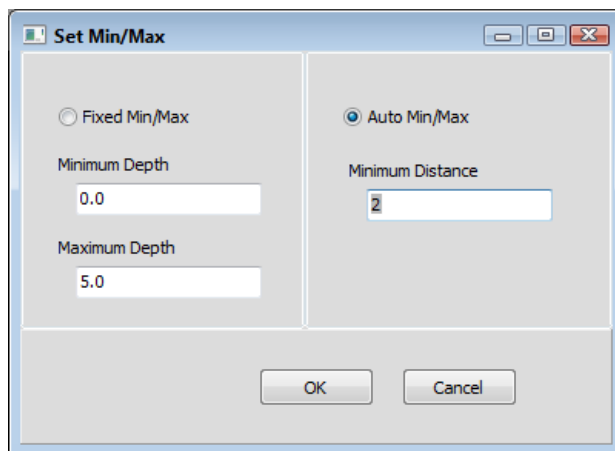 Set Min/Max
Fixed Min/Max
Minimum Depth
0.0
Maximum Depth
5.0
Auto Min/Max
Minimum Distance
2
OK
Cancel